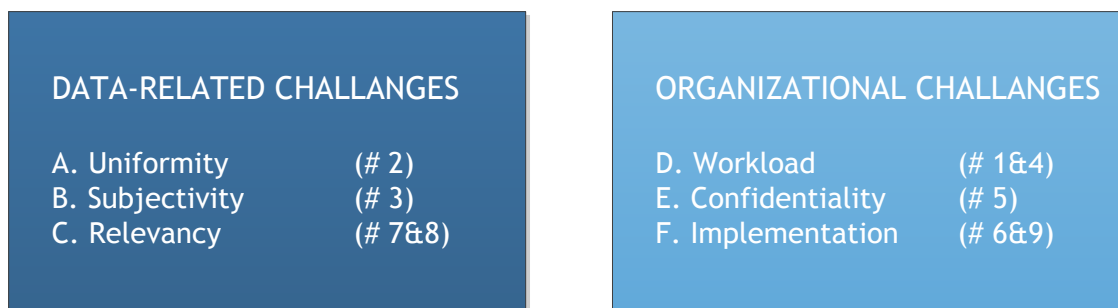 DATA-RELATED CHALLANGES
A. Uniformity (# 2)
B. Subjectivity (# 3)
C. Relevancy (# 7&8)
ORGANIZATIONAL CHALLANGES
D. Workload (# 1&4)
E. Confidentiality (# 5)
F. Implementation (# 6&9)